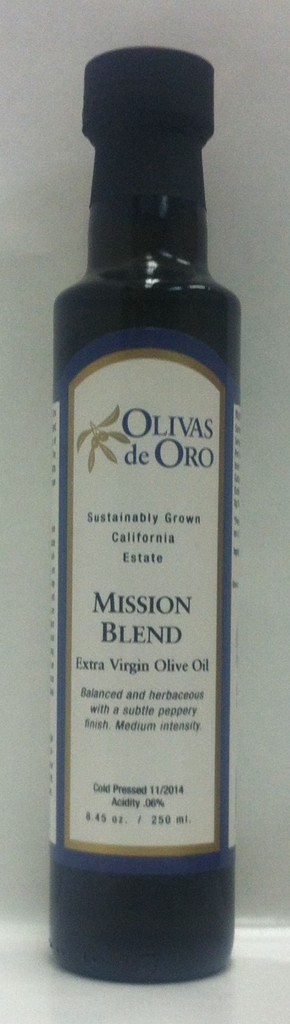 OLIVAS
de ORO
Sustainably Grown
California
Estate
MISSION
BLEND
Extra Virgin Olive Oil
Balanced and herbaceous
with a subtle peppery
finish. Medium intensity.
Cold Pressed 11/2014
Acidity .06%
8.45 oz. / 250 ml.